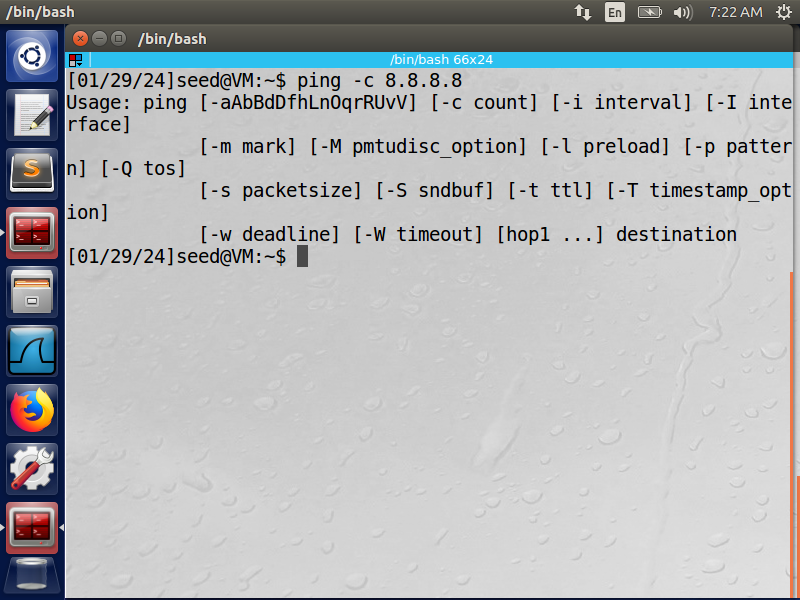 /bin/bash
En
7:22 AM
/bin/bash
/bin/bash 66x24
[01/29/24]seed@VM:~$ ping -c 8.8.8.8
Usage: ping [-aAbBdDfhLnOqrRUvV] [-c count] [-i interval] [-I inte
rface]
[-m mark] [-M pmtudisc_option] [-l preload] [-p patter
n] [-Q tos]
[-s packetsize] [-S sndbuf] [-t ttl] [-T timestamp_opt
ion]
[-w deadline] [-W timeout] [hop1 ...] destination
[01/29/24]seed@VM:~$